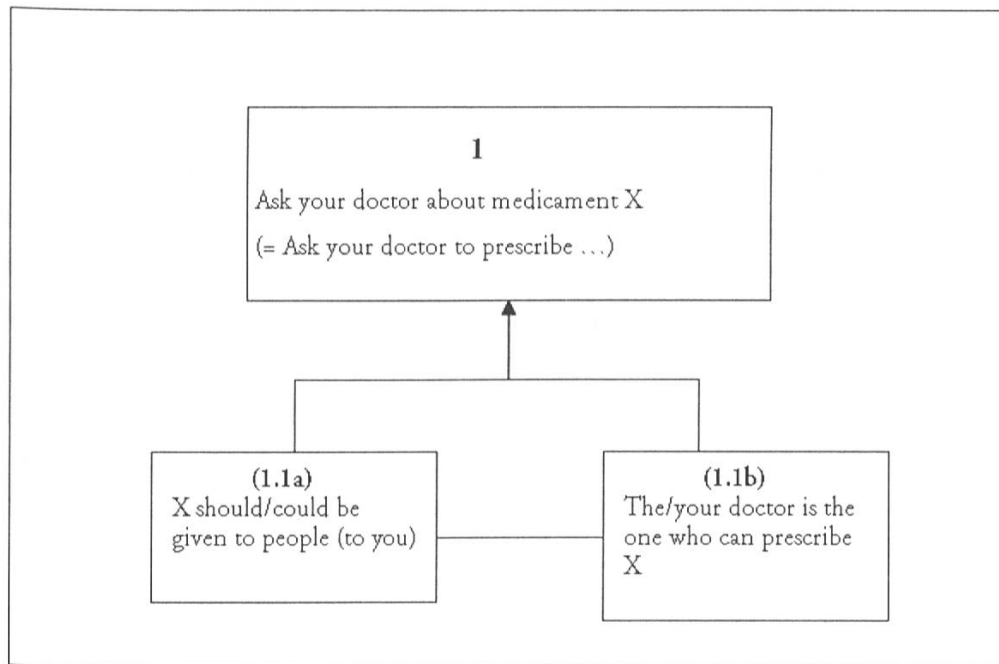 1
Ask your doctor about medicament X
(= Ask your doctor to prescribe ...)
(1.1a)
X should/could be
given to people (to you)
(1.1b)
The/your doctor is the
one who can prescribe
X